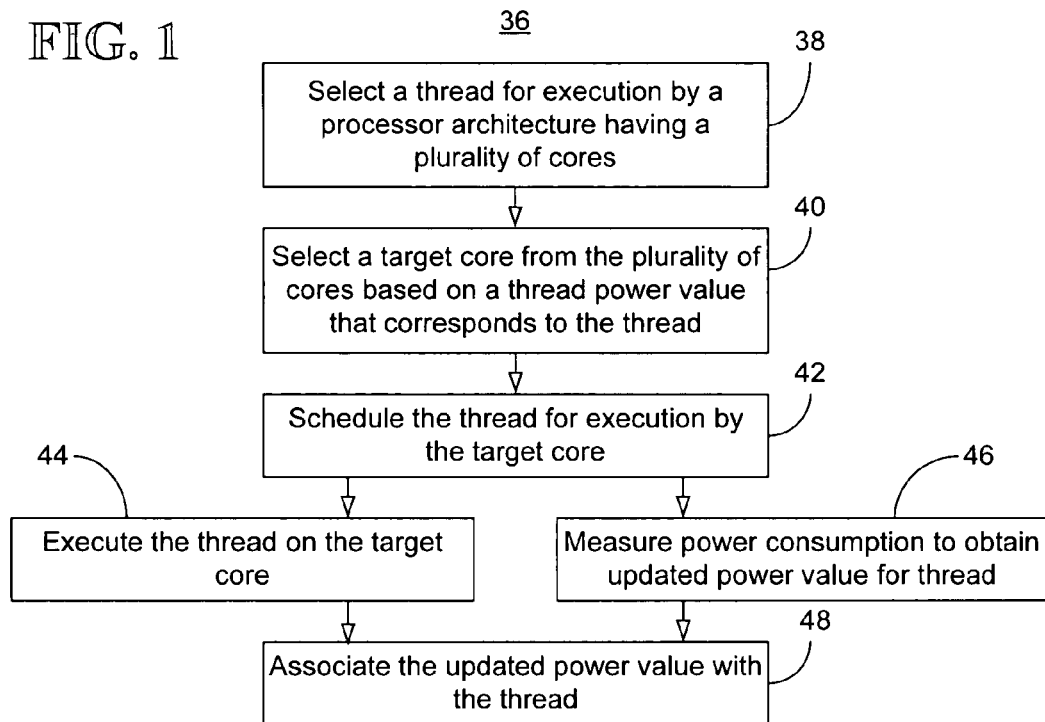 FIG. 1
36
38
Select a thread for execution by a
processor architecture having a
plurality of cores
40
Select a target core from the plurality of
cores based on a thread power value
that corresponds to the thread
42
Schedule the thread for execution by
the target core
44
46
Execute the thread on the target
core
Measure power consumption to obtain
updated power value for thread
48
Associate the updated power value with
the thread